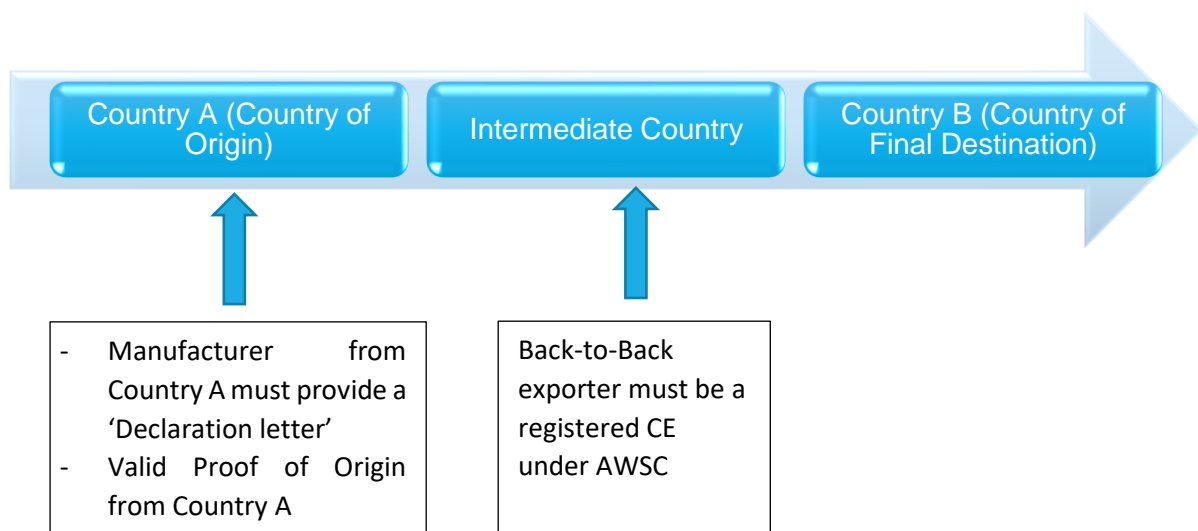 Country A (Country of
Origin)
Intermediate Country
Country B (Country of
Final Destination)
- Manufacturer from
Country A must provide a
‘Declaration letter’
- Valid Proof of Origin
from Country A
Back-to-Back
exporter must be a
registered CE
under AWSC